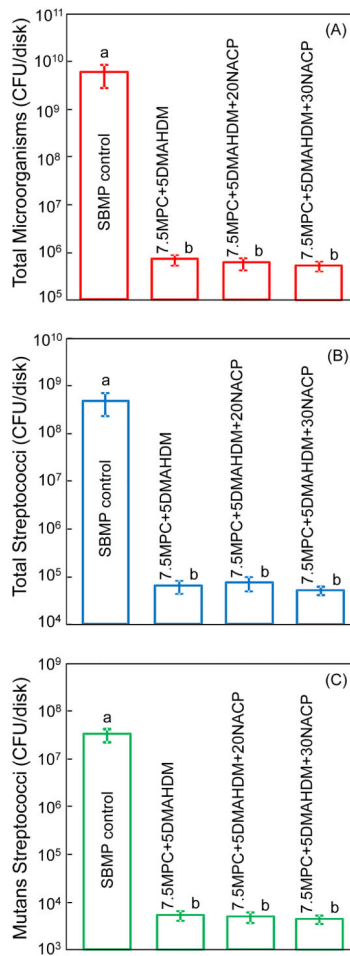 (A)
Total Microorganisms (CFU/disk)
10¹¹
10¹⁰
10⁹
10⁸
10⁷
10⁶
10⁵
a
SBMP control
7.5MPC+5DMAHDM
b
7.5MPC+5DMAHDM+20NACP
b
7.5MPC+5DMAHDM+30NACP
b
(B)
Total Streptococci (CFU/disk)
10¹⁰
10⁹
10⁸
10⁷
10⁶
10⁵
10⁴
a
SBMP control
7.5MPC+5DMAHDM
b
7.5MPC+5DMAHDM+20NACP
b
7.5MPC+5DMAHDM+30NACP
b
(C)
Mutans Streptococci (CFU/disk)
10⁹
10⁸
10⁷
10⁶
10⁵
10⁴
10³
a
SBMP control
7.5MPC+5DMAHDM
b
7.5MPC+5DMAHDM+20NACP
b
7.5MPC+5DMAHDM+30NACP
b